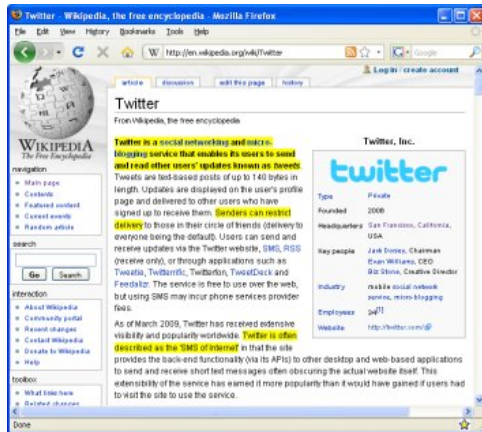 Twitter - Wikipedia, the free encyclopedia - Mozilla Firefox
File Edit View History Bookmarks Tools Help
W http://en.wikipedia.org/wiki/Twitter Google
Log in / create account
article discussion edit this page history
WIKIPEDIA
The Free Encyclopedia
navigation
Main page
Contents
Featured content
Current events
Random article
search
Go Search
interaction
About Wikipedia
Community portal
Recent changes
Contact Wikipedia
Donate to Wikipedia
Help
toolbox
What links here
Related changes
Twitter
From Wikipedia, the free encyclopedia
Twitter is a social networking and micro-
blogging service that enables its users to send
and read other users' updates known as tweets.
Tweets are text-based posts of up to 140 bytes in
length. Updates are displayed on the user's profile
page and delivered to other users who have
signed up to receive them. Senders can restrict
delivery to those in their circle of friends (delivery to
everyone being the default). Users can send and
receive updates via the Twitter website, SMS, RSS
(receive only), or through applications such as
Tweetie, Twitterrific, Twitterfon, TweetDeck and
Feedalizr. The service is free to use over the web,
but using SMS may incur phone services provider
fees.
As of March 2009, Twitter has received extensive
visibility and popularity worldwide. Twitter is often
described as the 'SMS of Internet' in that the site
provides the back-end functionality (via its APIs) to other desktop and web-based applications
to send and receive short text messages often obscuring the actual website itself. This
extensibility of the service has earned it more popularity than it would have gained if users had
to visit the site to use the service.
Twitter, Inc.
twitter
Type Private
Founded 2006
Headquarters San Francisco, California,
USA
Key people Jack Dorsey, Chairman
Evan Williams, CEO
Biz Stone, Creative Director
Industry mobile social network
service, micro-blogging
Employees 34[1]
Website http://twitter.com/
Done